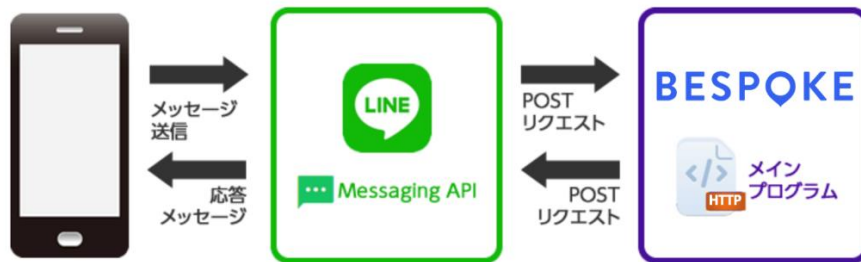 メッセージ
送信
応答
メッセージ
LINE
Messaging API
POST
リクエスト
POST
リクエスト
BESPOKE
</>
HTTP
メイン
プログラム